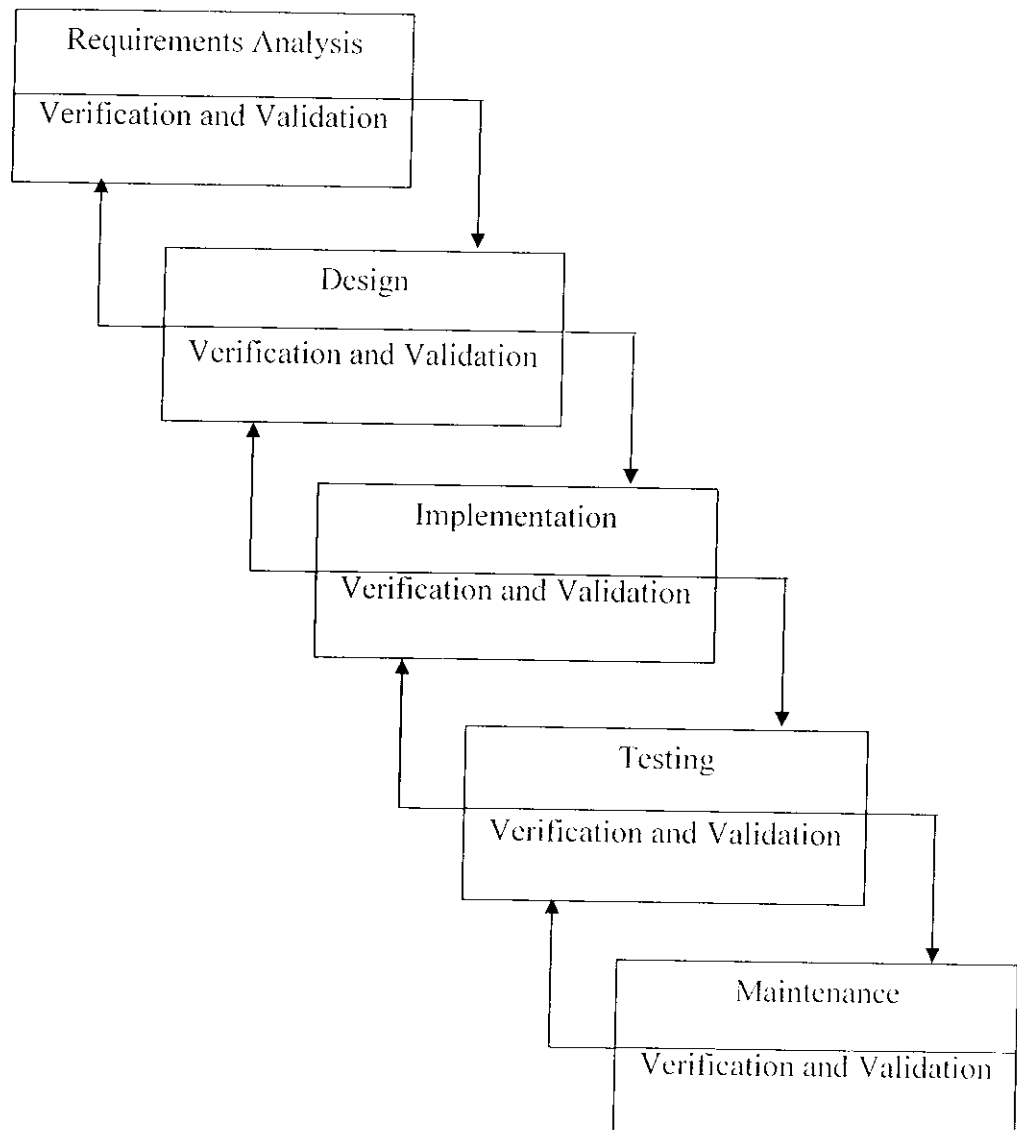 Requirements Analysis
Verification and Validation
Design
Verification and Validation
Implementation
Verification and Validation
Testing
Verification and Validation
Maintenance
Verification and Validation